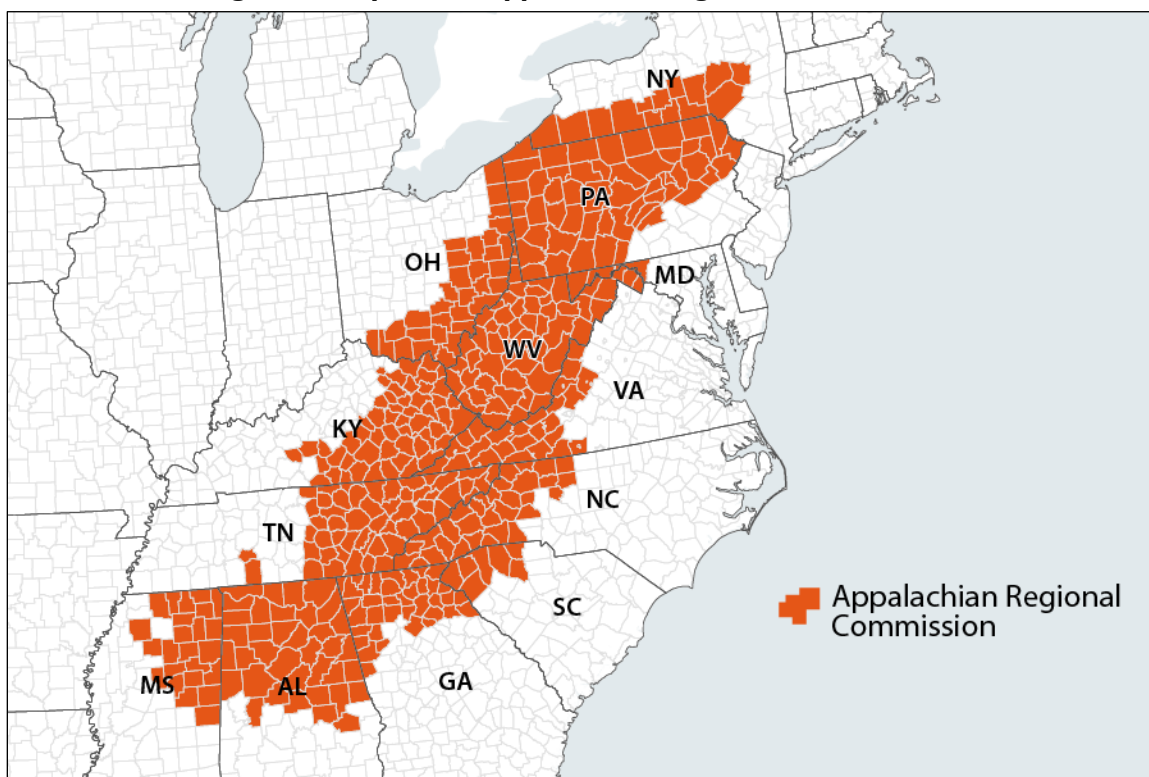 NY
PA
OH
MD
WV
VA
KY
NC
TN
SC
MS
AL
GA
Appalachian Regional
Commission